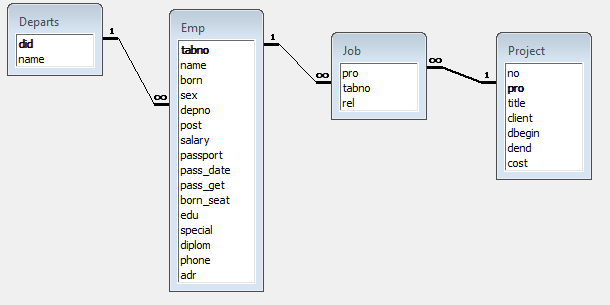 Departs
did
name
1
∞
Emp
tabno
name
born
sex
depno
post
salary
passport
pass_date
pass_get
born_seat
edu
special
diplom
phone
adr
1
∞
Job
pro
tabno
rel
∞
1
Project
no
pro
title
client
dbegin
dend
cost